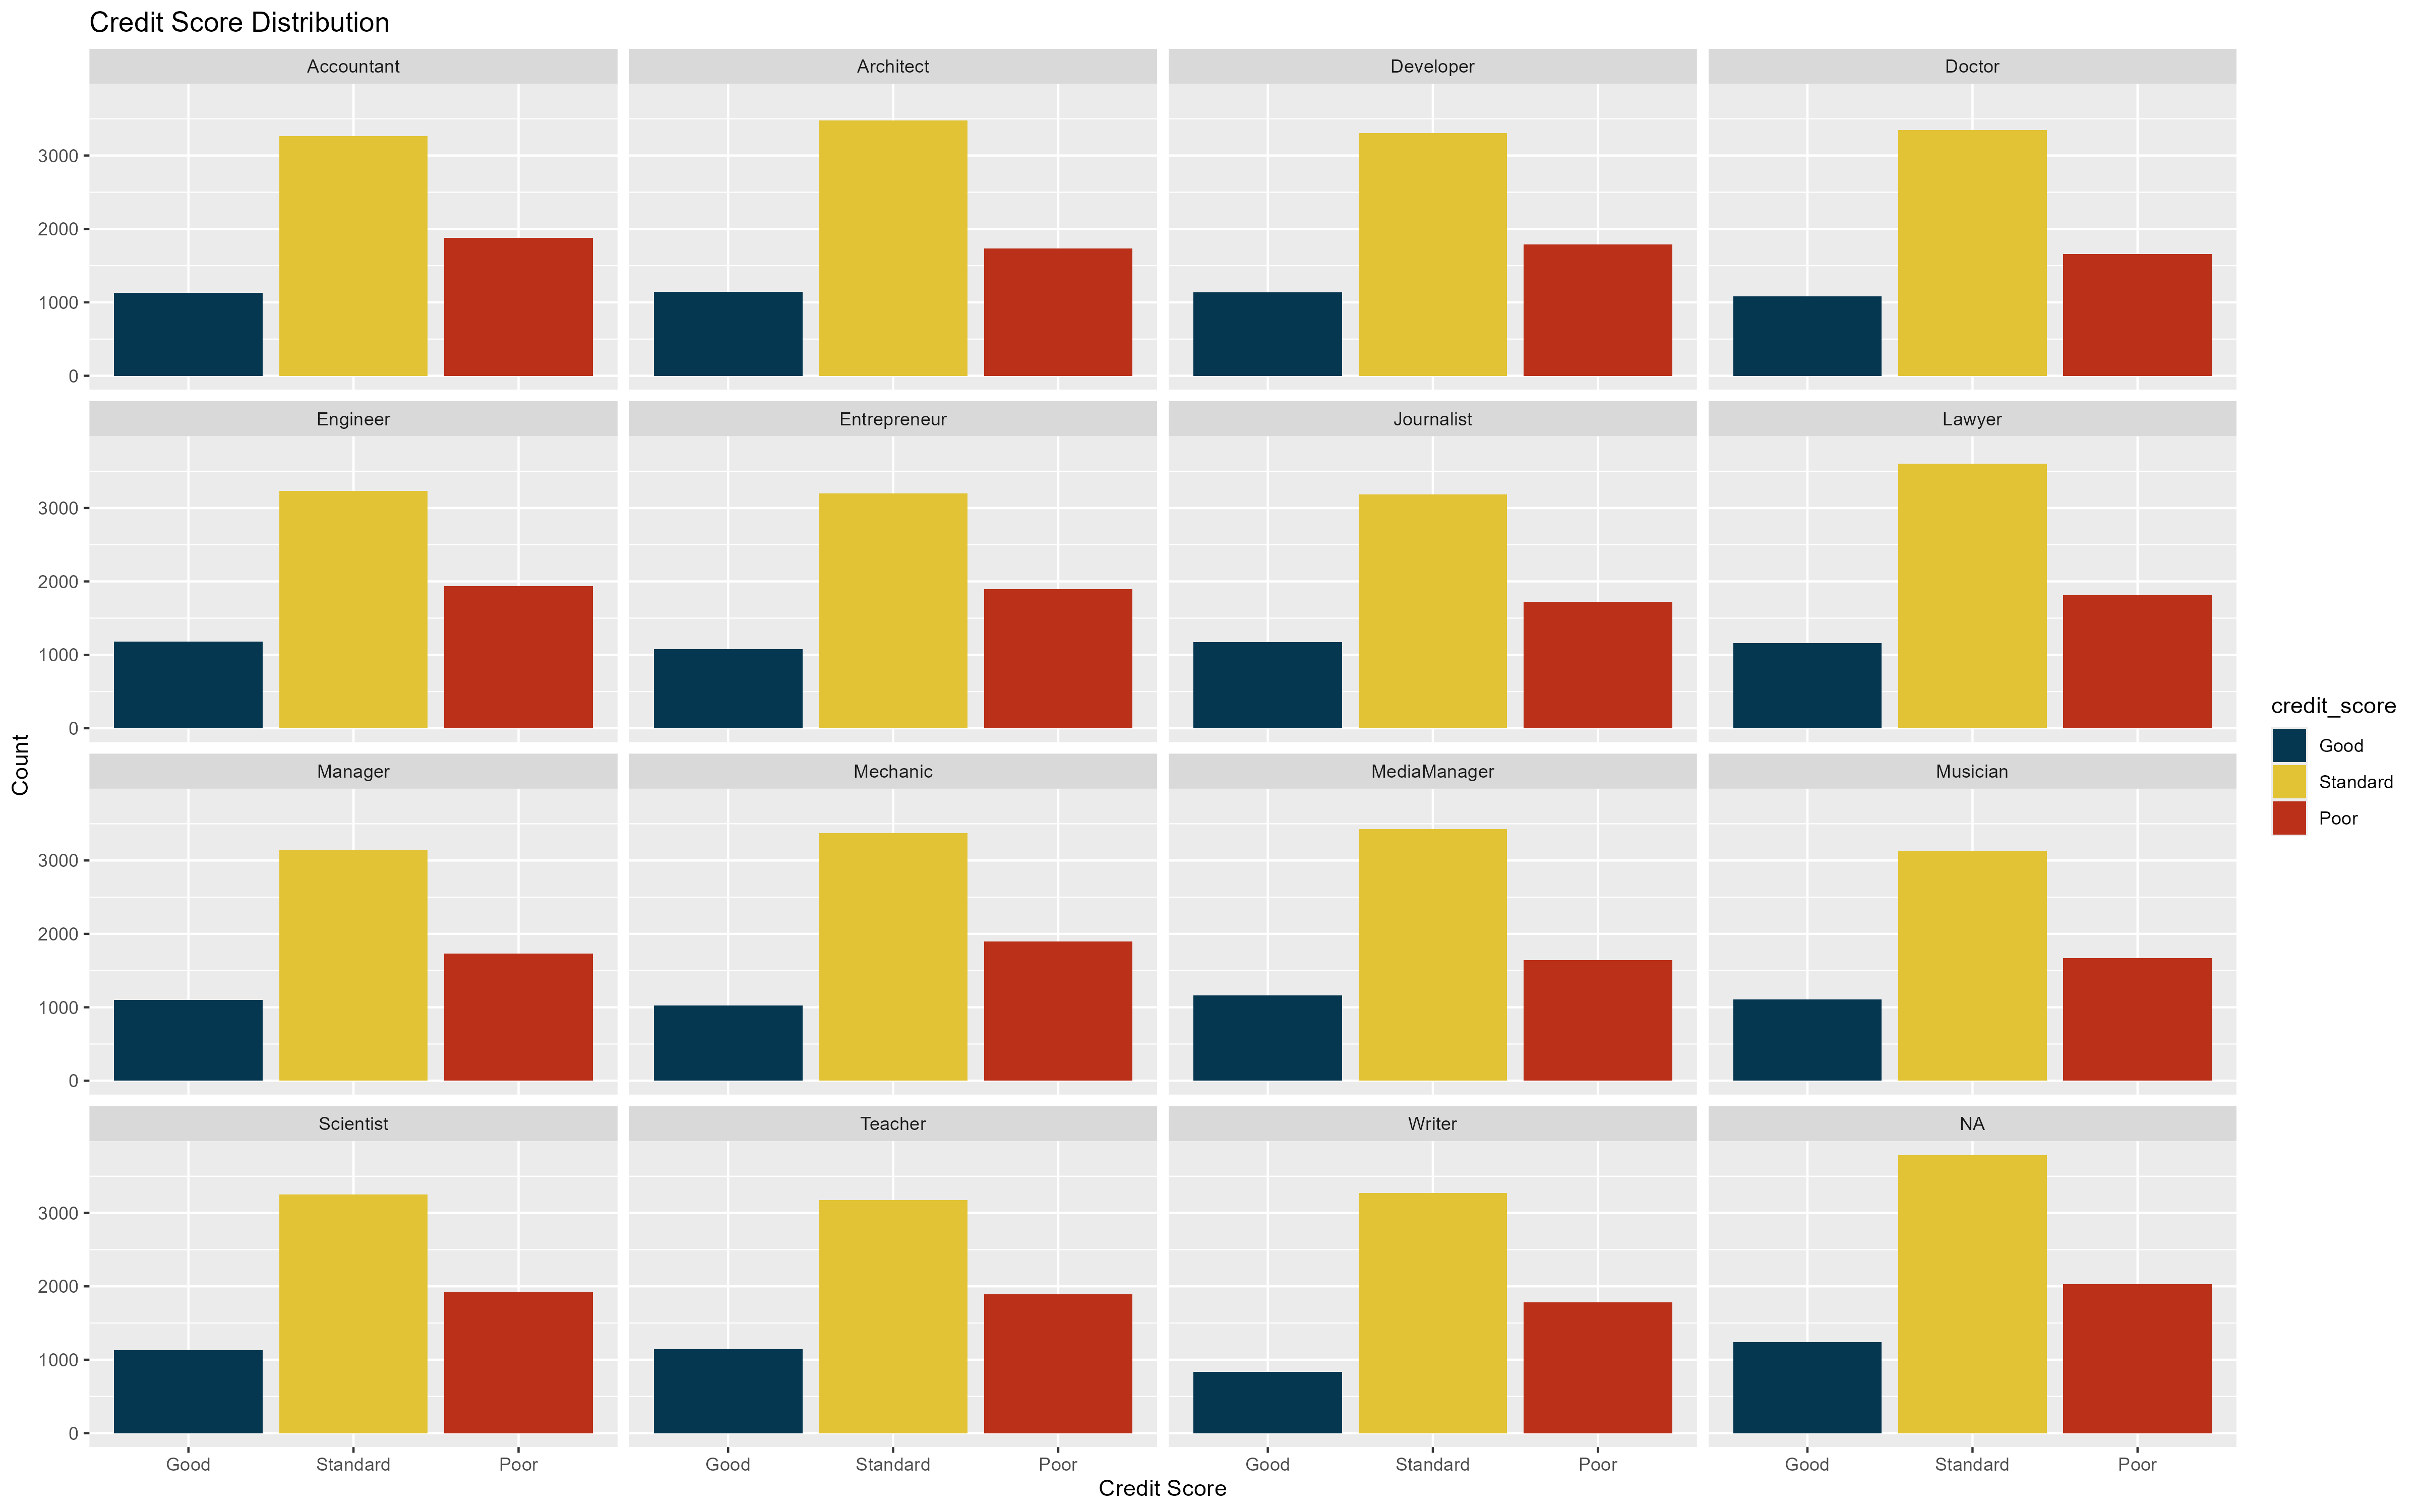 Credit Score Distribution
Accountant
Architect
Developer
Doctor
3000
2000
1000
0
Engineer
Entrepreneur
Journalist
Lawyer
3000
2000
1000
0
Manager
Mechanic
MediaManager
Musician
3000
2000
1000
0
Scientist
Teacher
Writer
NA
3000
2000
1000
0
Good Standard Poor
Good Standard Poor
Good Standard Poor
Good Standard Poor
Credit Score
Count
credit_score
Good
Standard
Poor